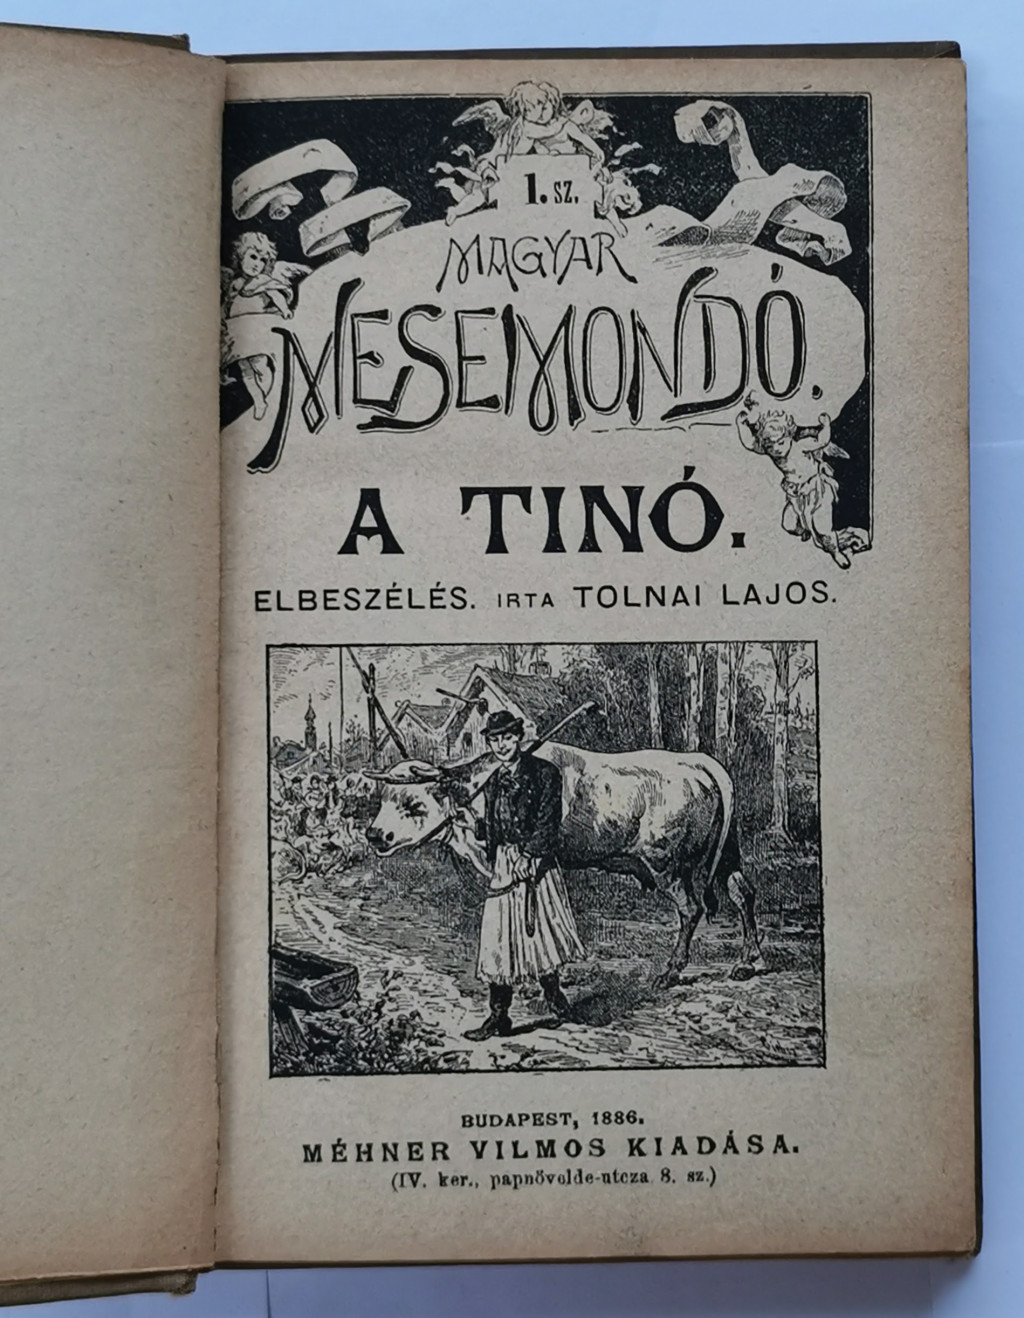 1. SZ.
MAGYAR
MESEMONDÓ.
A TINÓ.
ELBESZÉLÉS. IRTA TOLNAI LAJOS.
BUDAPEST, 1886.
MÉHNER VILMOS KIADÁSA.
(IV. ker., papnövelde-utcza 8. sz.)